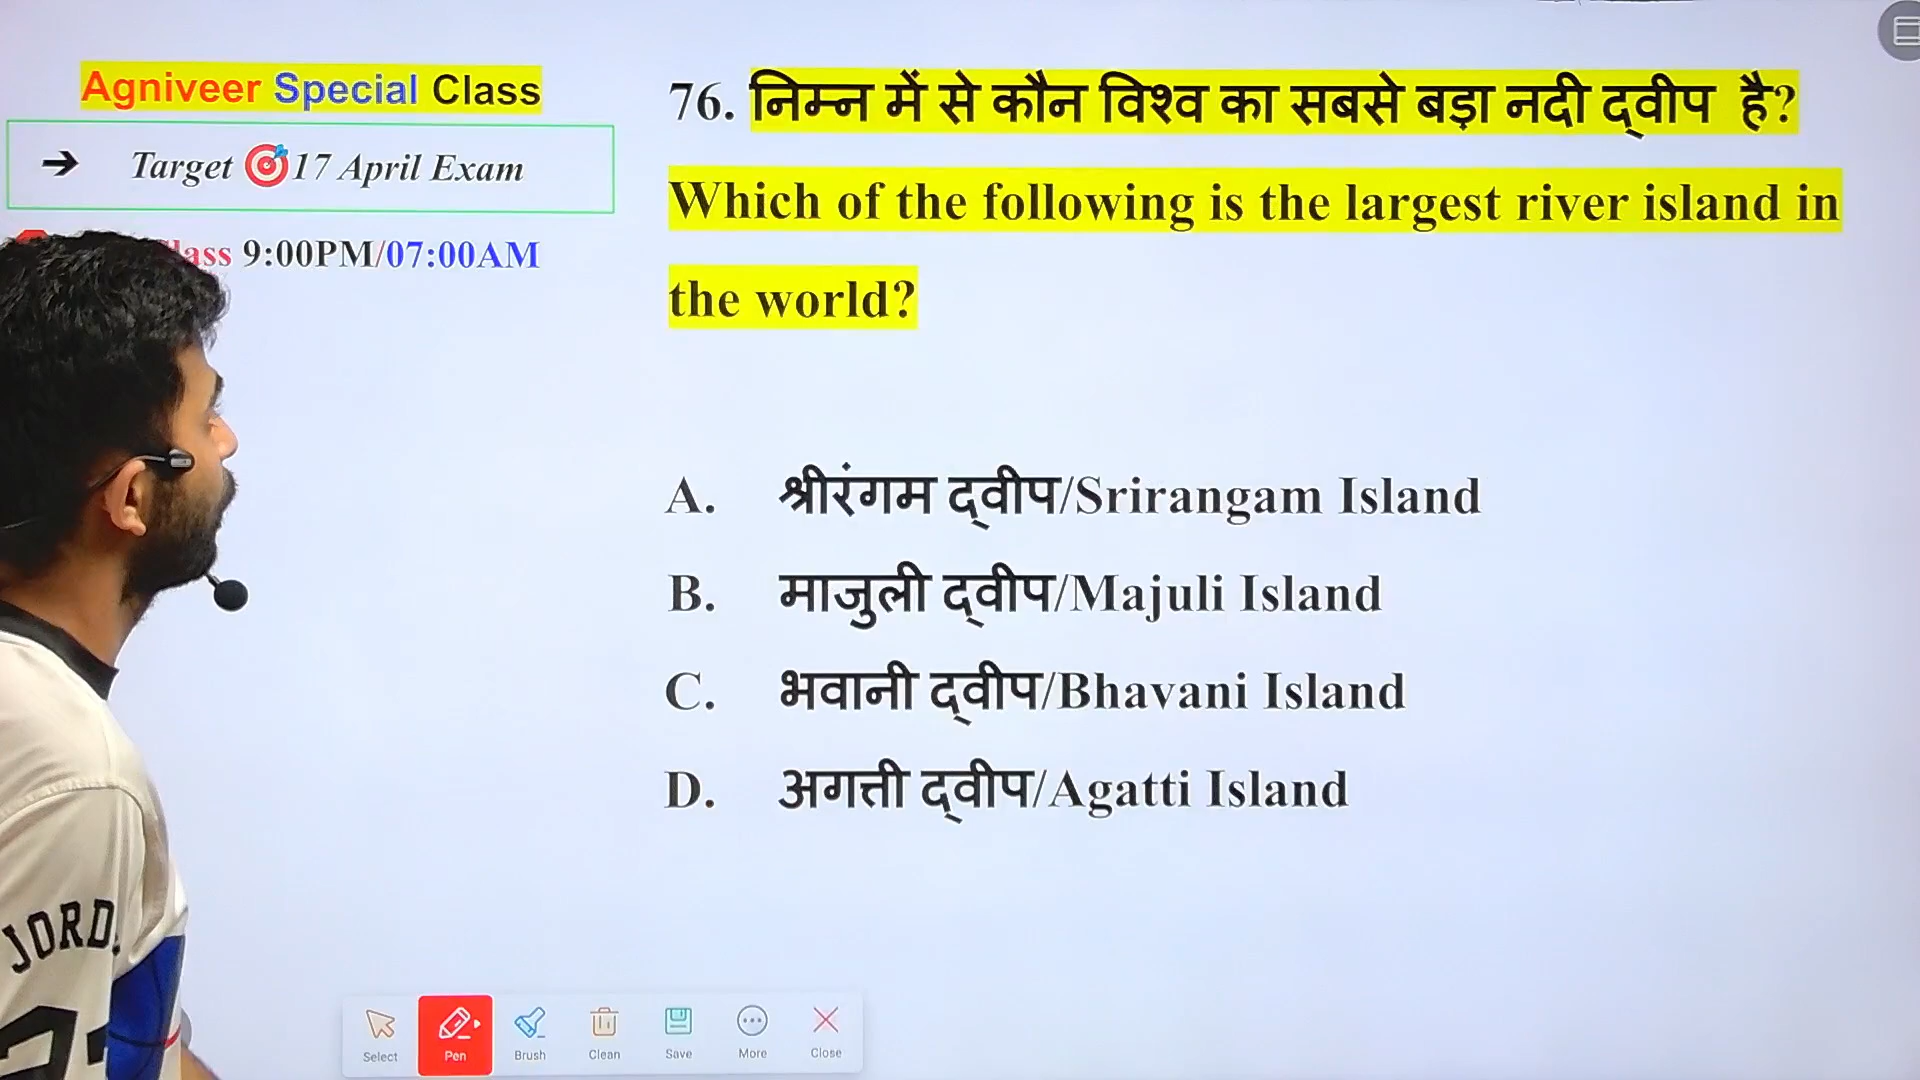 Agniveer Special Class
➔ Target 🎯17 April Exam
9:00PM/07:00AM
76. निम्न में से कौन विश्व का सबसे बड़ा नदी द्वीप है?
Which of the following is the largest river island in
the world?
A. श्रीरंगम द्वीप/Srirangam Island
B. माजुली द्वीप/Majuli Island
C. भवानी द्वीप/Bhavani Island
D. अगत्ती द्वीप/Agatti Island
Select Pen Brush Clean Save More Close